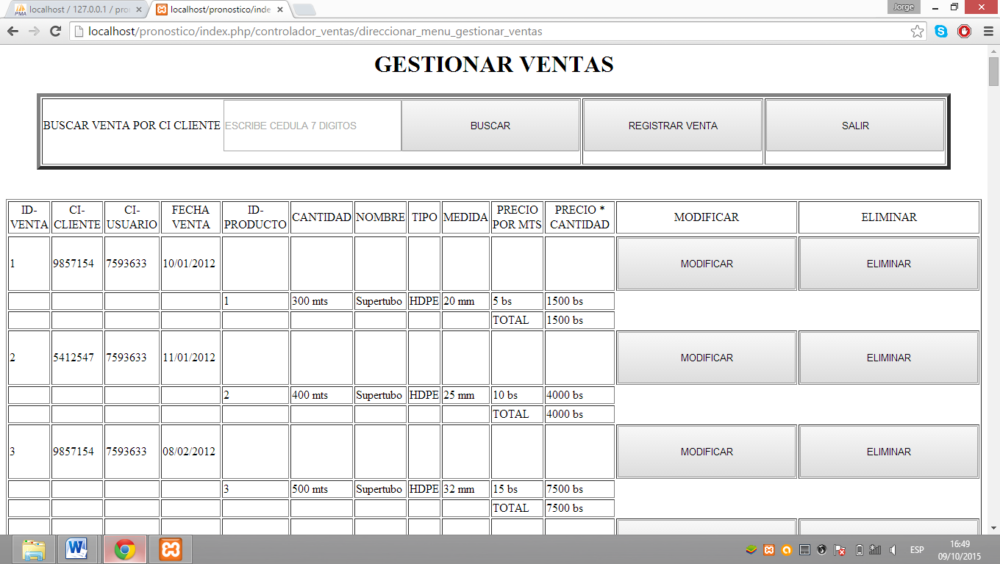 localhost / 127.0.0.1 / pro
localhost/pronostico/inde
Jorge
localhost/pronostico/index.php/controlador_ventas/direccionar_menu_gestionar_ventas
GESTIONAR VENTAS
BUSCAR VENTA POR CI CLIENTE ESCRIBE CEDULA 7 DIGITOS BUSCAR REGISTRAR VENTA SALIR
ID-VENTA CI-CLIENTE CI-USUARIO FECHA VENTA ID-PRODUCTO CANTIDAD NOMBRE TIPO MEDIDA PRECIO POR MTS PRECIO * CANTIDAD MODIFICAR ELIMINAR
1 9857154 7593633 10/01/2012 MODIFICAR ELIMINAR
1 300 mts Supertubo HDPE 20 mm 5 bs 1500 bs
TOTAL 1500 bs
2 5412547 7593633 11/01/2012 MODIFICAR ELIMINAR
2 400 mts Supertubo HDPE 25 mm 10 bs 4000 bs
TOTAL 4000 bs
3 9857154 7593633 08/02/2012 MODIFICAR ELIMINAR
3 500 mts Supertubo HDPE 32 mm 15 bs 7500 bs
TOTAL 7500 bs
ESP
16:49
09/10/2015